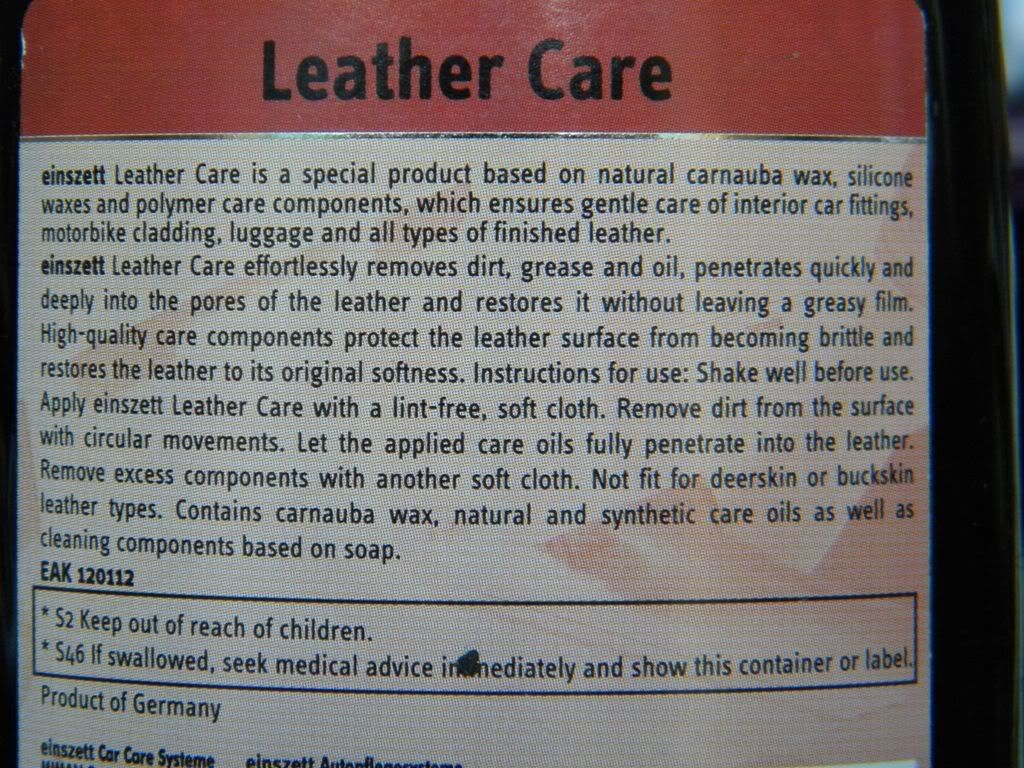 Leather Care
einszett Leather Care is a special product based on natural carnauba wax, silicone
waxes and polymer care components, which ensures gentle care of interior car fittings,
motorbike cladding, luggage and all types of finished leather.
einszett Leather Care effortlessly removes dirt, grease and oil, penetrates quickly and
deeply into the pores of the leather and restores it without leaving a greasy film.
High-quality care components protect the leather surface from becoming brittle and
restores the leather to its original softness. Instructions for use: Shake well before use.
Apply einszett Leather Care with a lint-free, soft cloth. Remove dirt from the surface
with circular movements. Let the applied care oils fully penetrate into the leather.
Remove excess components with another soft cloth. Not fit for deerskin or buckskin
leather types. Contains carnauba wax, natural and synthetic care oils as well as
cleaning components based on soap.
EAK 120112
* S2 Keep out of reach of children.
* S46 If swallowed, seek medical advice immediately and show this container or label.
Product of Germany
einszett Car Care Systeme einszett Autopflegesysteme